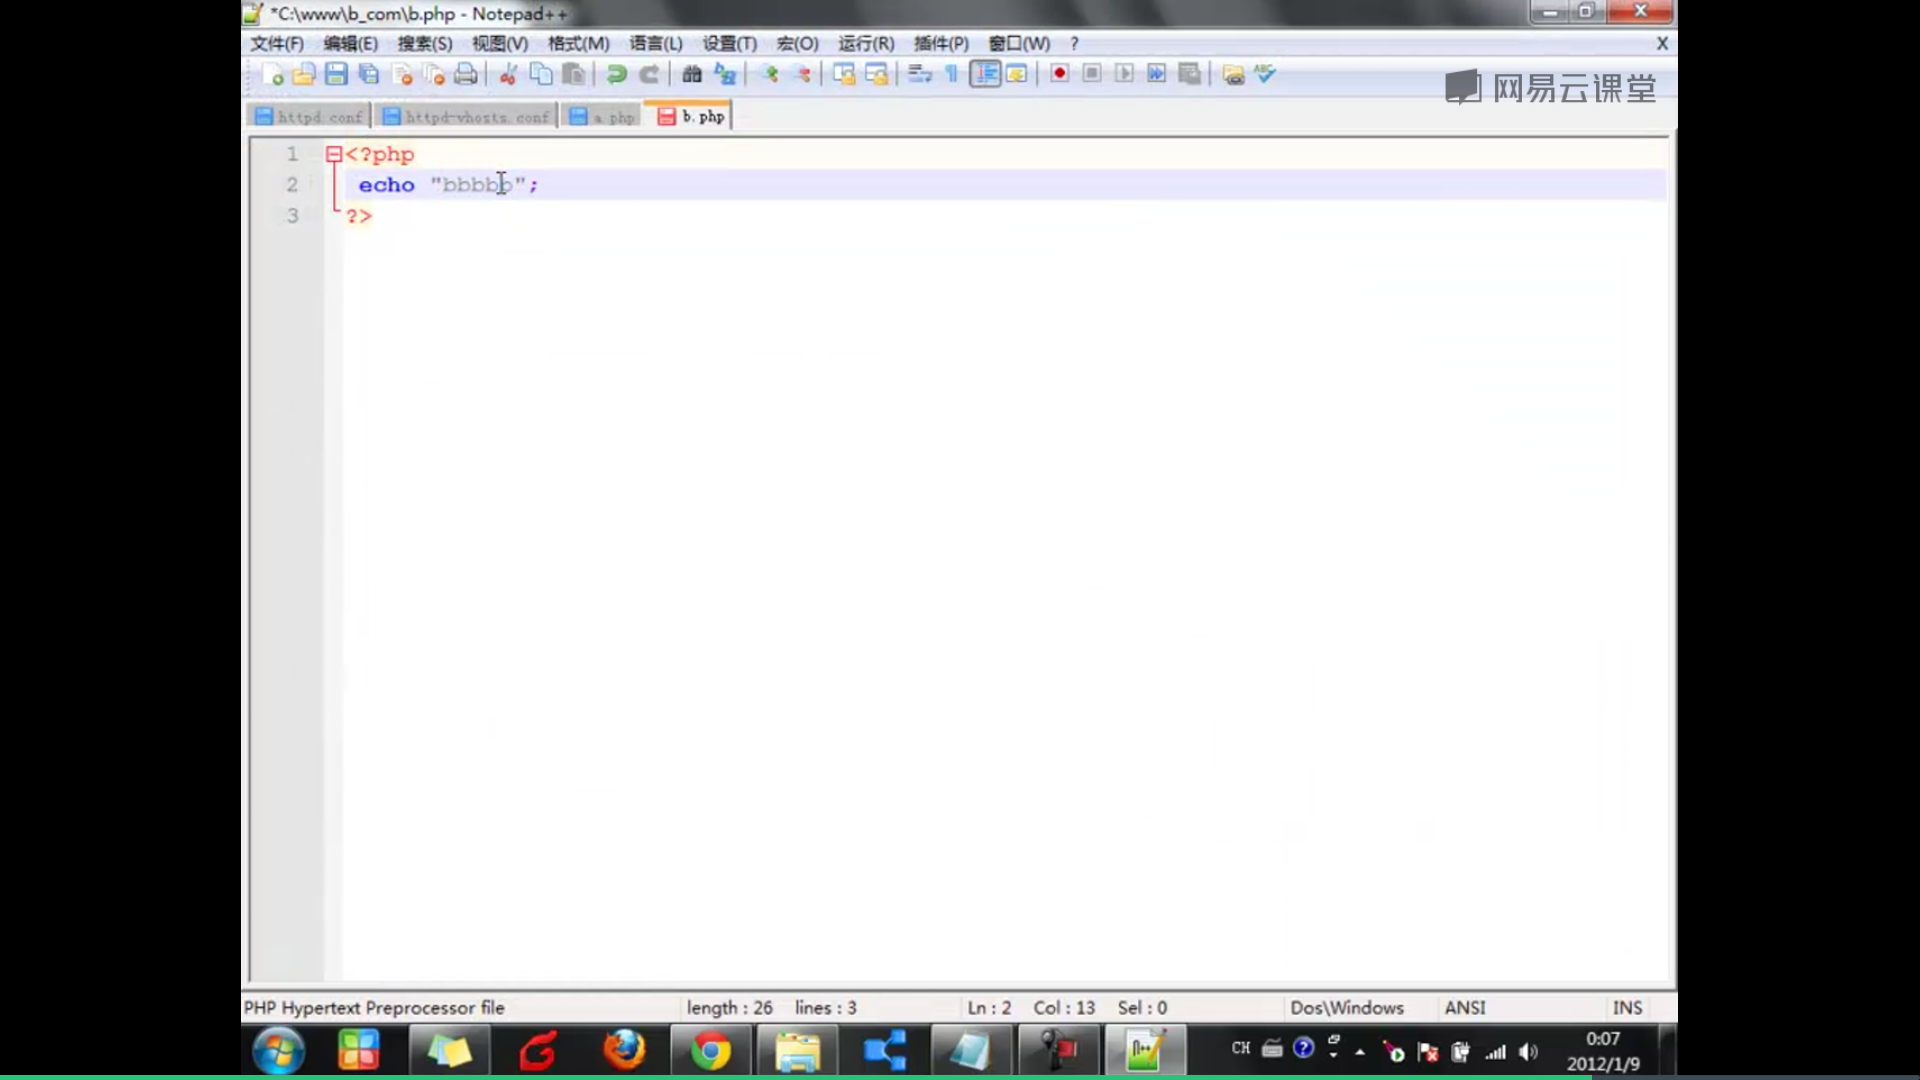 *C:\www\b_com\b.php - Notepad++
文件(F) 编辑(E) 搜索(S) 视图(V) 格式(M) 语言(L) 设置(T) 宏(O) 运行(R) 插件(P) 窗口(W) ? X
网易云课堂
httpd.conf httpd-vhosts.conf a.php b.php
1 <?php
2 echo "bbbbb";
3 ?>
PHP Hypertext Preprocessor file length : 26 lines : 3 Ln : 2 Col : 13 Sel : 0 Dos\Windows ANSI INS
CH 0:07
2012/1/9